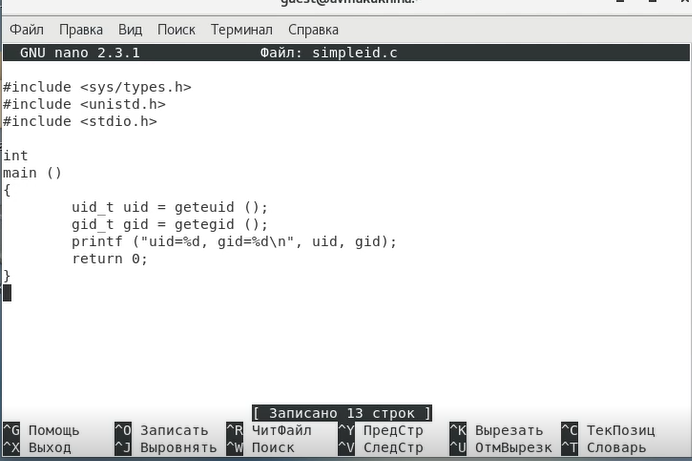 Файл Правка Вид Поиск Терминал Справка
GNU nano 2.3.1 Файл: simpleid.c
#include <sys/types.h>
#include <unistd.h>
#include <stdio.h>
int
main ()
{
uid_t uid = geteuid ();
gid_t gid = getegid ();
printf ("uid=%d, gid=%d\n", uid, gid);
return 0;
}
[ Записано 13 строк ]
^G Помощь ^O Записать ^R ЧитФайл ^Y ПредСтр ^K Вырезать ^C ТекПозиц
^X Выход ^J Выровнять ^W Поиск ^V СледСтр ^U ОтмВырезк ^T Словарь